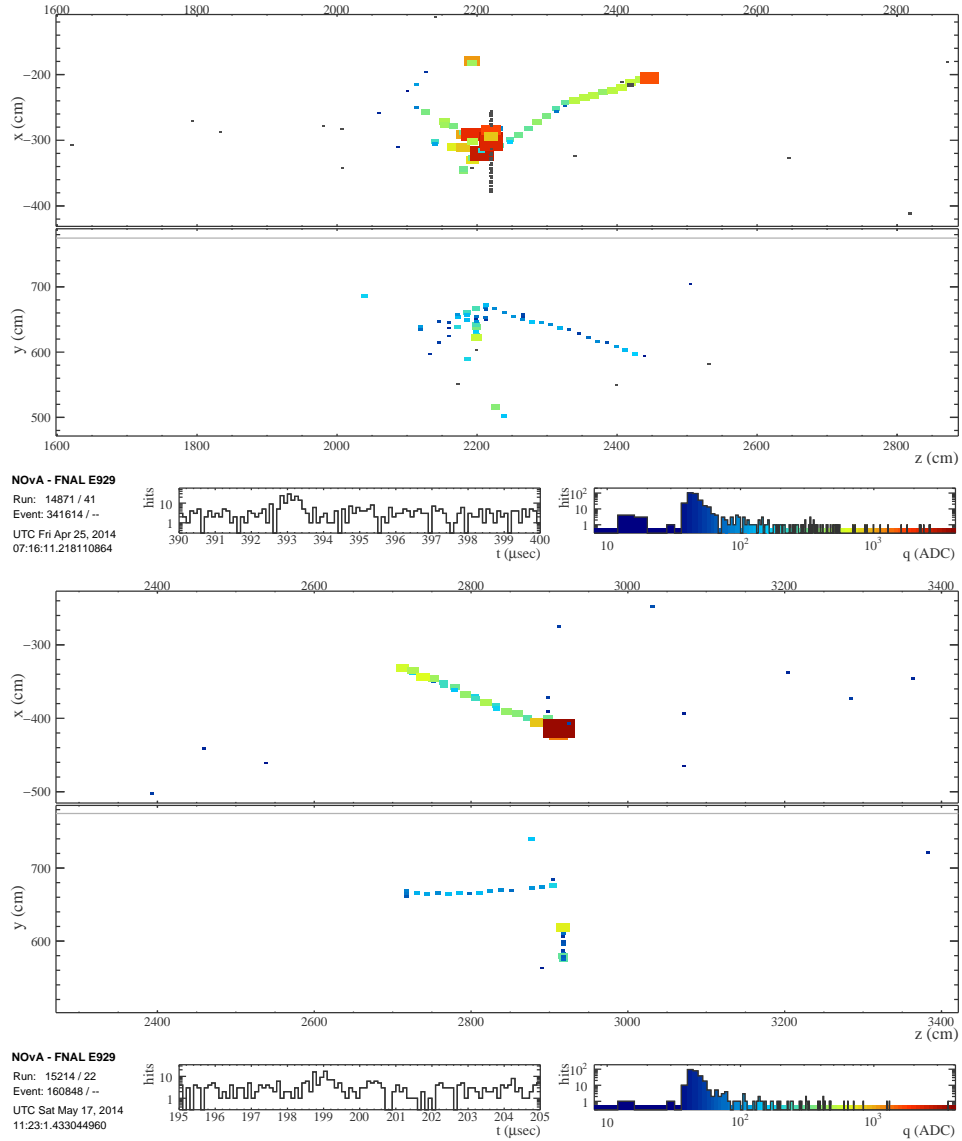 1600 1800 2000 2200 2400 2600 2800
x (cm)
−200
−300
−400
y (cm)
700
600
500
1600 1800 2000 2200 2400 2600 2800
z (cm)
NOvA - FNAL E929
Run: 14871 / 41
Event: 341614 / --
UTC Fri Apr 25, 2014
07:16:11.218110864
hits
10
1
390 391 392 393 394 395 396 397 398 399 400
t (μsec)
hits
10²
10
1
10 10² 10³
q (ADC)
2400 2600 2800 3000 3200 3400
x (cm)
−300
−400
−500
y (cm)
700
600
2400 2600 2800 3000 3200 3400
z (cm)
NOvA - FNAL E929
Run: 15214 / 22
Event: 160848 / --
UTC Sat May 17, 2014
11:23:1.433044960
hits
10
1
195 196 197 198 199 200 201 202 203 204 205
t (μsec)
hits
10²
10
1
10 10² 10³
q (ADC)